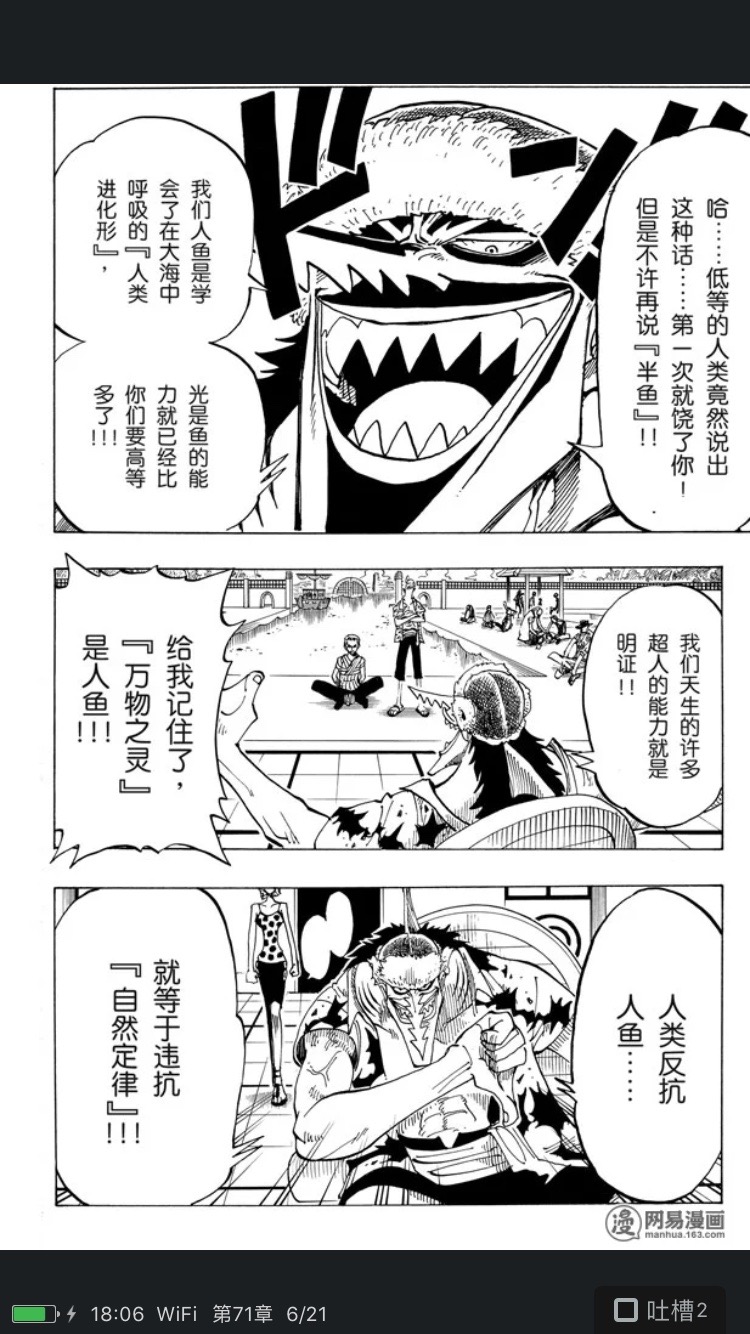 哈……低等的人类竟然说出
这种话……第一次就饶了你！
但是不许再说『半鱼』!!
我们人鱼是学
会了在大海中
呼吸的『人类
进化形』，
光是鱼的能
力就已经比
你们要高等
多了!!!
我们天生的许多
超人的能力就是
明证!!
给我记住了，
『万物之灵』
是人鱼!!!
人类反抗
人鱼……
就等于违抗
『自然定律』!!!
漫 网易漫画
manhua.163.com
18:06 WiFi 第71章 6/21
吐槽2